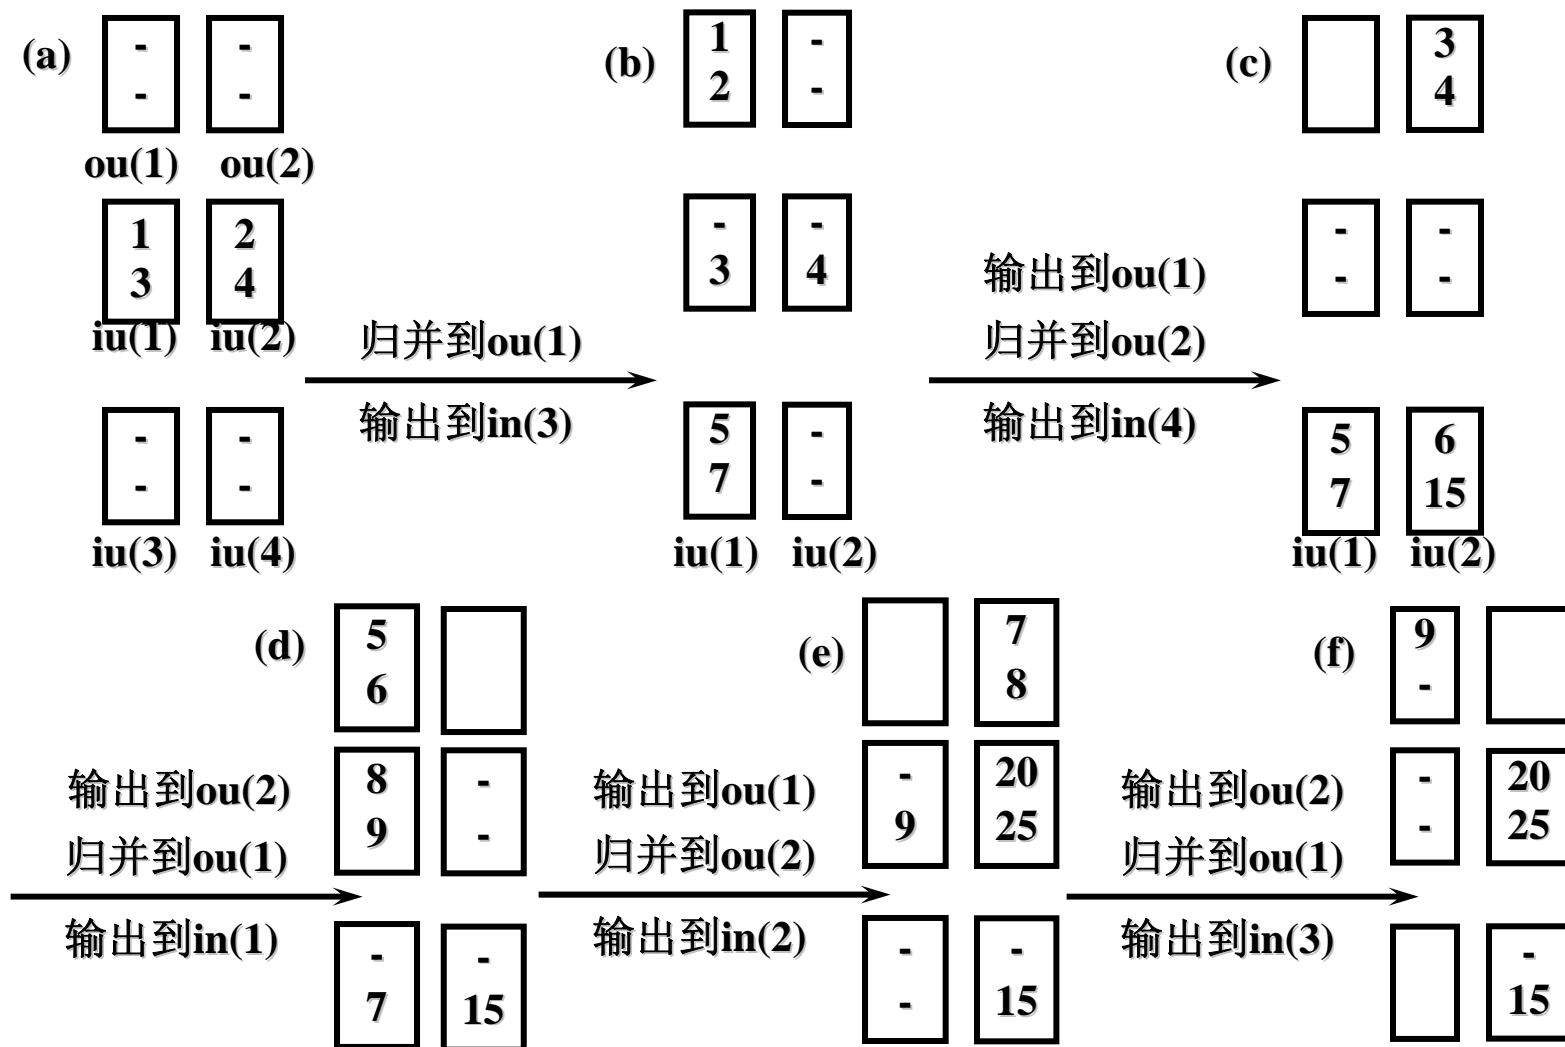 (a)
- -
- -
ou(1) ou(2)
1 2
3 4
iu(1) iu(2)
- -
- -
iu(3) iu(4)
归并到ou(1)
输出到in(3)
(b)
1 -
2 -
- -
3 4
5 -
7 -
iu(1) iu(2)
输出到ou(1)
归并到ou(2)
输出到in(4)
(c)
3
4
- -
- -
5 6
7 15
iu(1) iu(2)
输出到ou(2)
归并到ou(1)
输出到in(1)
(d)
5
6
8 -
9 -
- -
7 15
输出到ou(1)
归并到ou(2)
输出到in(2)
(e)
7
8
- 20
9 25
- -
- 15
输出到ou(2)
归并到ou(1)
输出到in(3)
(f)
9
-
- 20
- 25
-
15